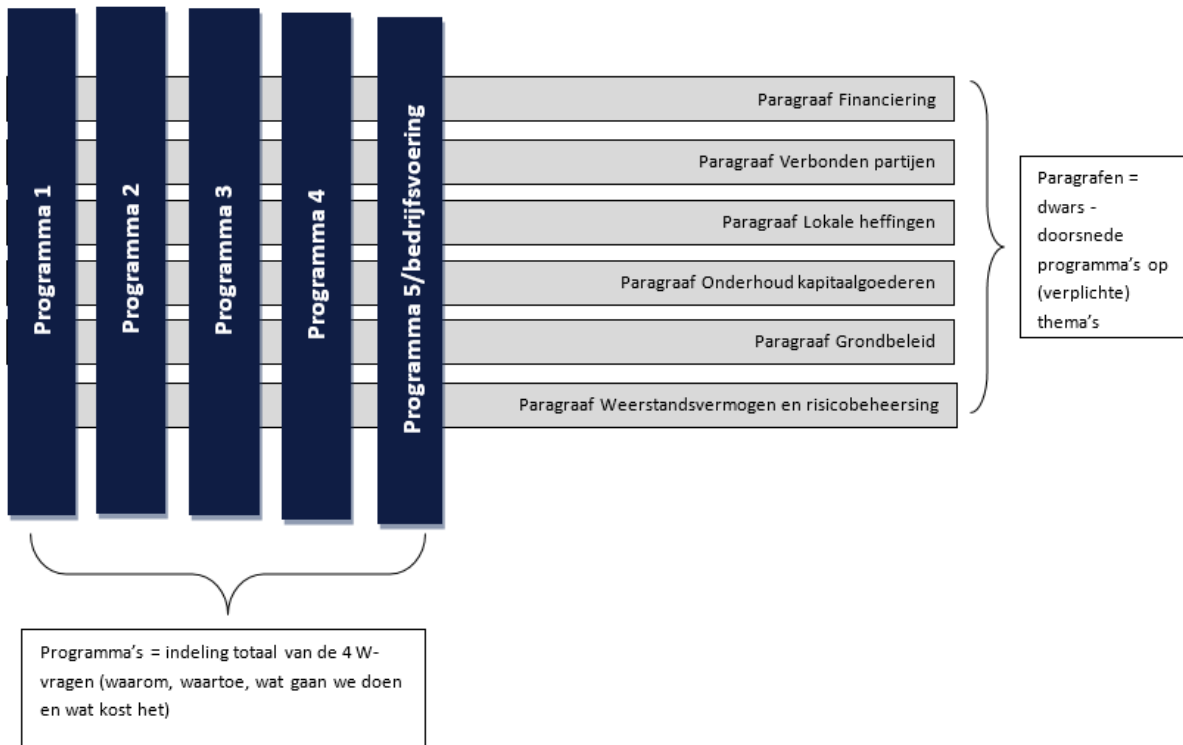 Programma 1
Programma 2
Programma 3
Programma 4
Programma 5/bedrijfsvoering
Paragraaf Financiering
Paragraaf Verbonden partijen
Paragraaf Lokale heffingen
Paragraaf Onderhoud kapitaalgoederen
Paragraaf Grondbeleid
Paragraaf Weerstandsvermogen en risicobeheersing
Paragrafen =
dwars -
doorsnede
programma's op
(verplichte)
thema's
Programma's = indeling totaal van de 4 W-
vragen (waarom, waartoe, wat gaan we doen
en wat kost het)